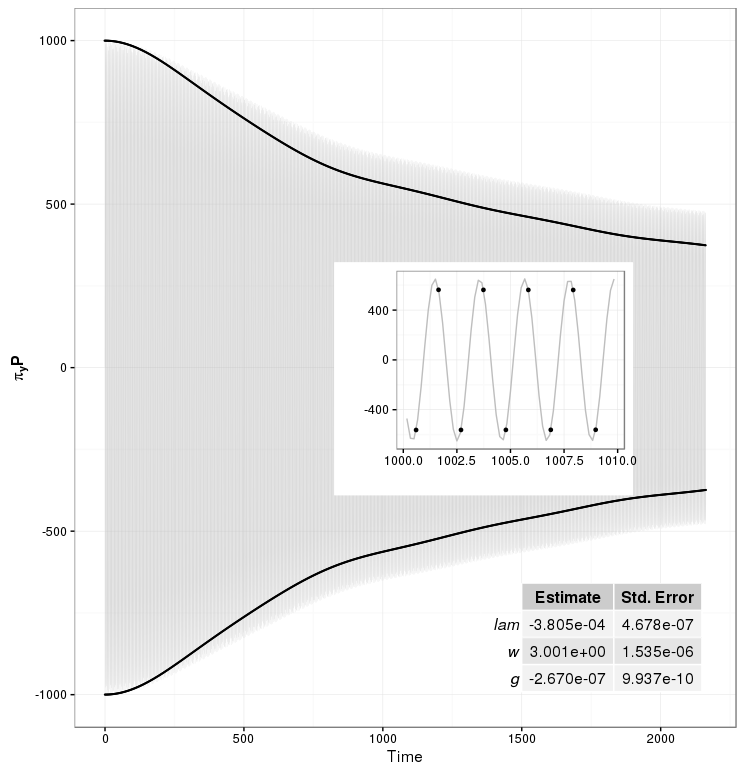 1000
500
0
-500
-1000
π_yP
0 500 1000 1500 2000
Time
400
0
-400
1000.0 1002.5 1005.0 1007.5 1010.0
Estimate Std. Error
lam -3.805e-04 4.678e-07
w 3.001e+00 1.535e-06
g -2.670e-07 9.937e-10